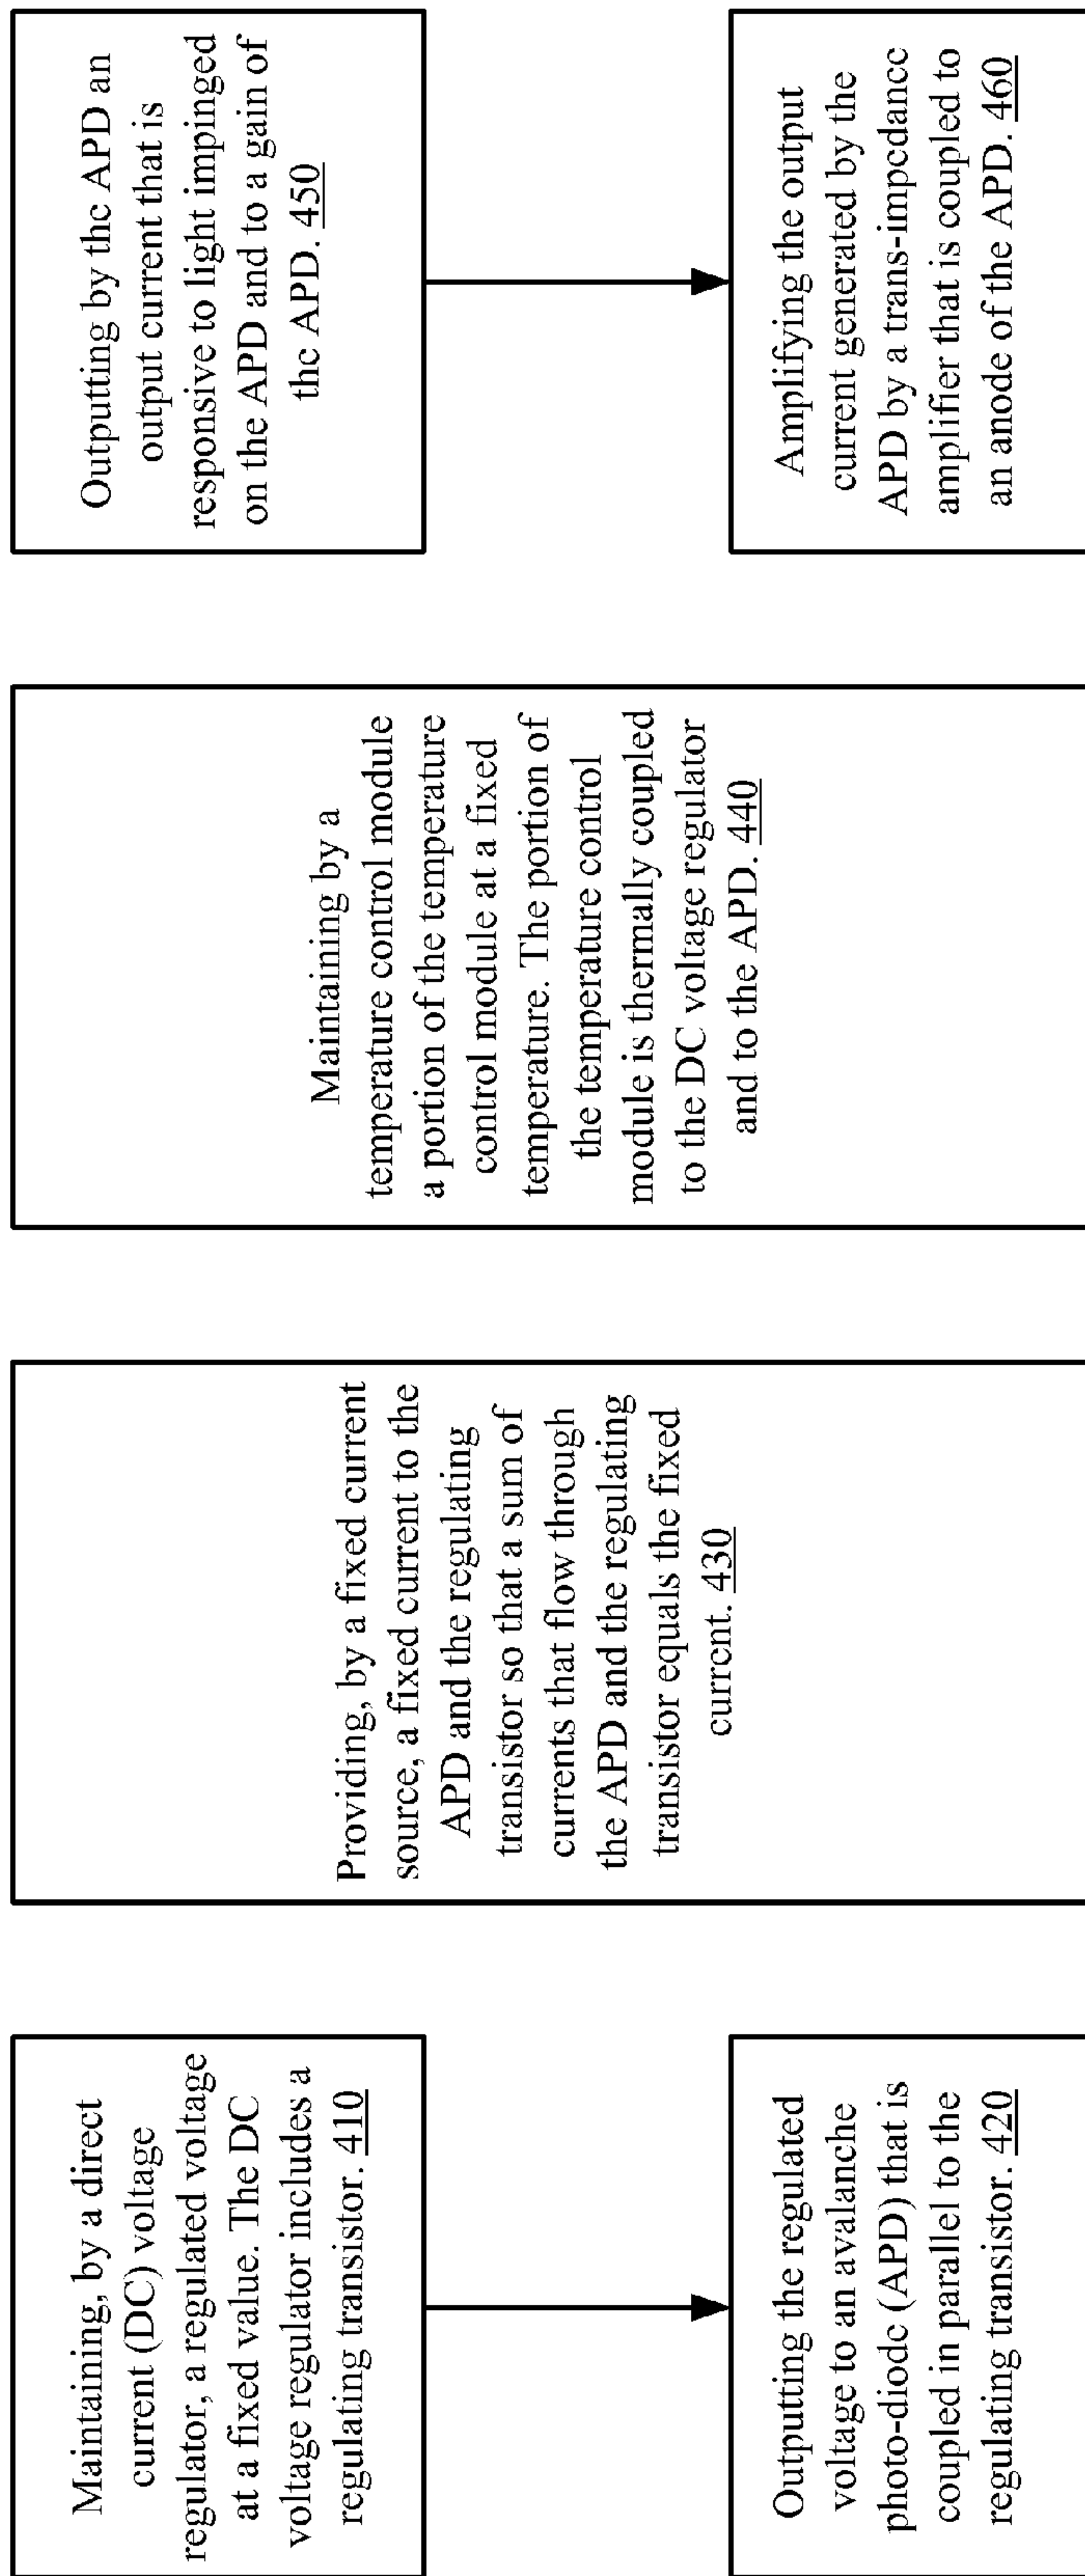 Maintaining, by a direct
current (DC) voltage
regulator, a regulated voltage
at a fixed value. The DC
voltage regulator includes a
regulating transistor. 410
Outputting the regulated
voltage to an avalanche
photo-diode (APD) that is
coupled in parallel to the
regulating transistor. 420
Providing, by a fixed current
source, a fixed current to the
APD and the regulating
transistor so that a sum of
currents that flow through
the APD and the regulating
transistor equals the fixed
current. 430
Maintaining by a
temperature control module
a portion of the temperature
control module at a fixed
temperature. The portion of
the temperature control
module is thermally coupled
to the DC voltage regulator
and to the APD. 440
Outputting by the APD an
output current that is
responsive to light impinged
on the APD and to a gain of
the APD. 450
Amplifying the output
current generated by the
APD by a trans-impedance
amplifier that is coupled to
an anode of the APD. 460